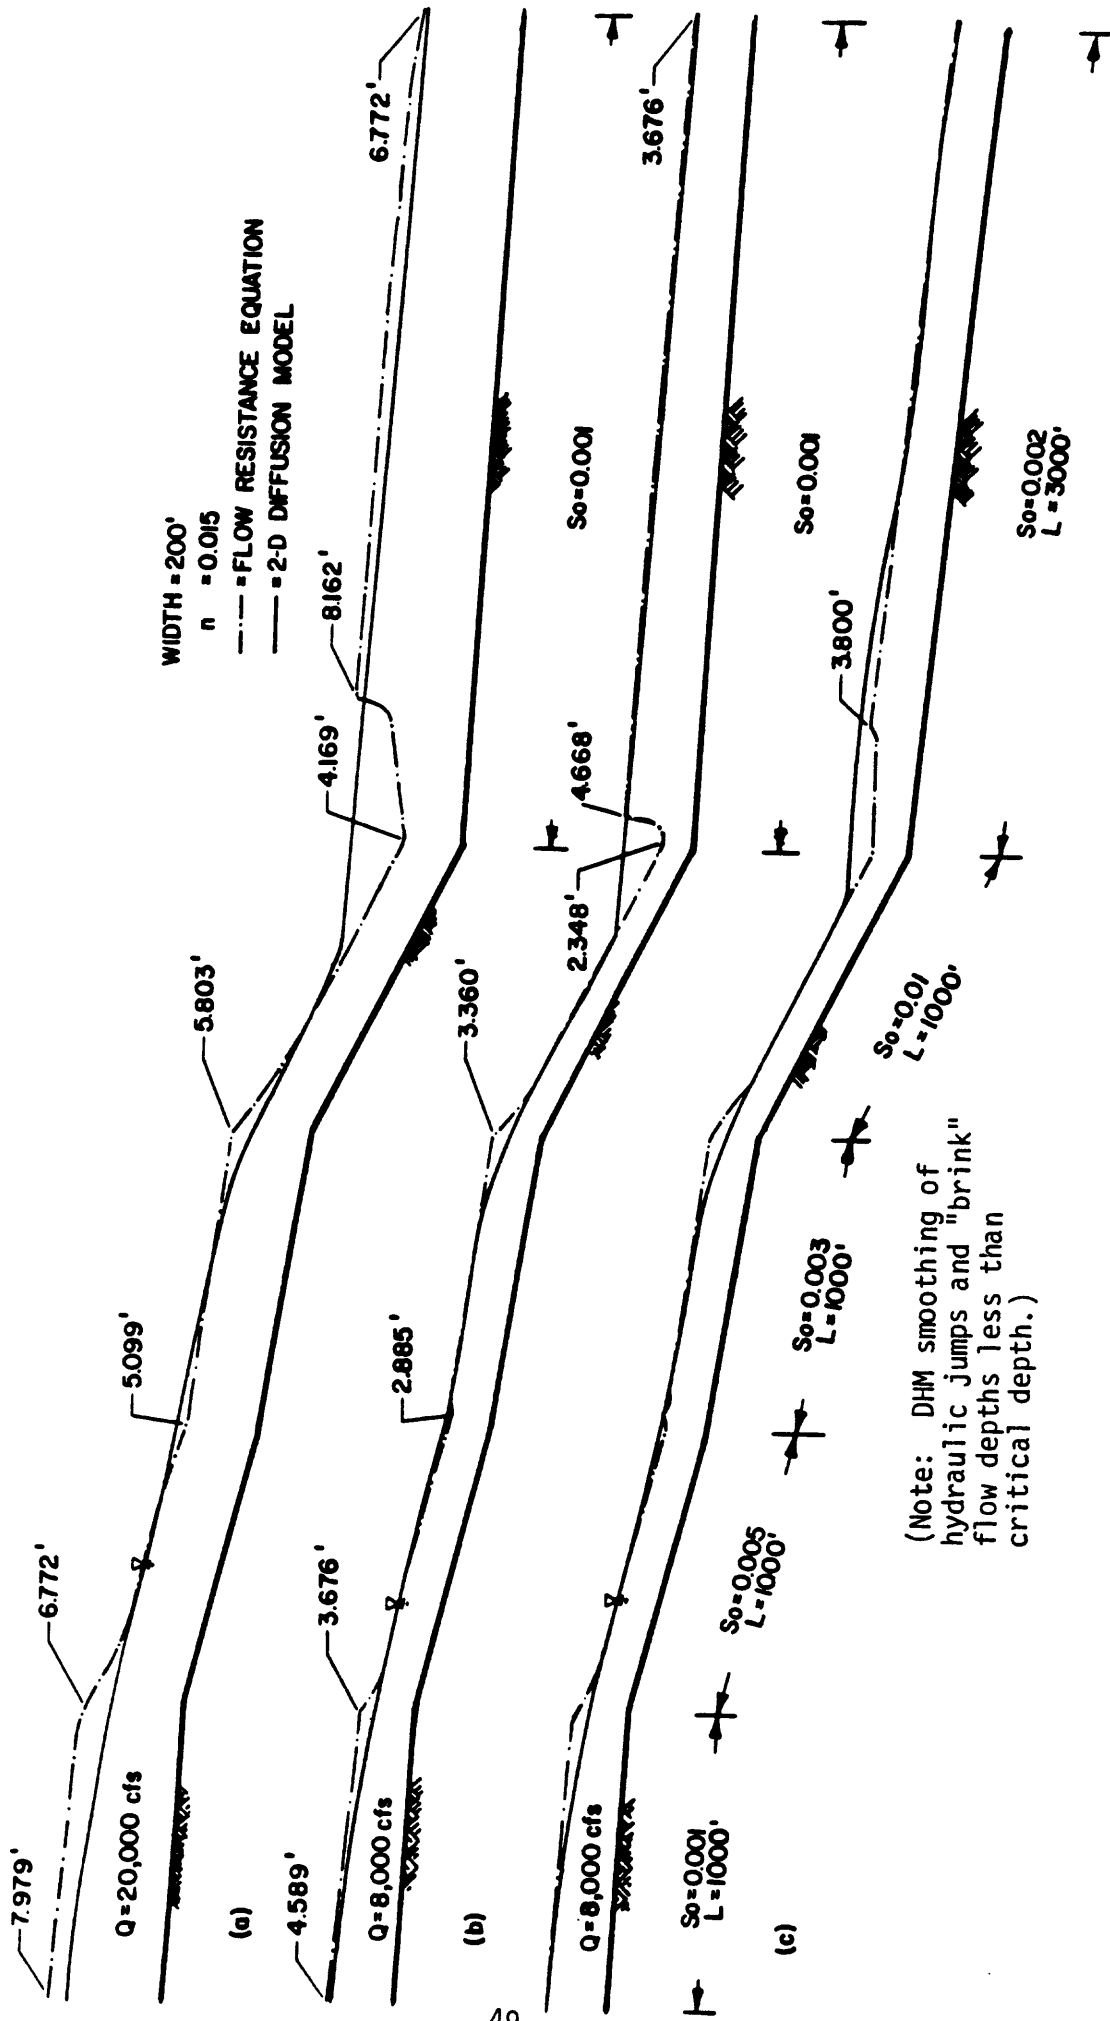 WIDTH = 200'
n = 0.015
—·— = FLOW RESISTANCE EQUATION
—— = 2-D DIFFUSION MODEL
7.979'
6.772'
5.099'
5.803'
4.169'
8.162'
6.772'
Q=20,000 cfs
(a)
So=0.001
4.589'
3.676'
2.885'
3.360'
2.348'
4.668'
3.676'
Q=8,000 cfs
(b)
So=0.001
3.800'
Q=8,000 cfs
So=0.001
L=1000'
So=0.005
L=1000'
So=0.003
L=1000'
So=0.01
L=1000'
So=0.002
L=3000'
(c)
(Note: DHM smoothing of
hydraulic jumps and "brink"
flow depths less than
critical depth.)